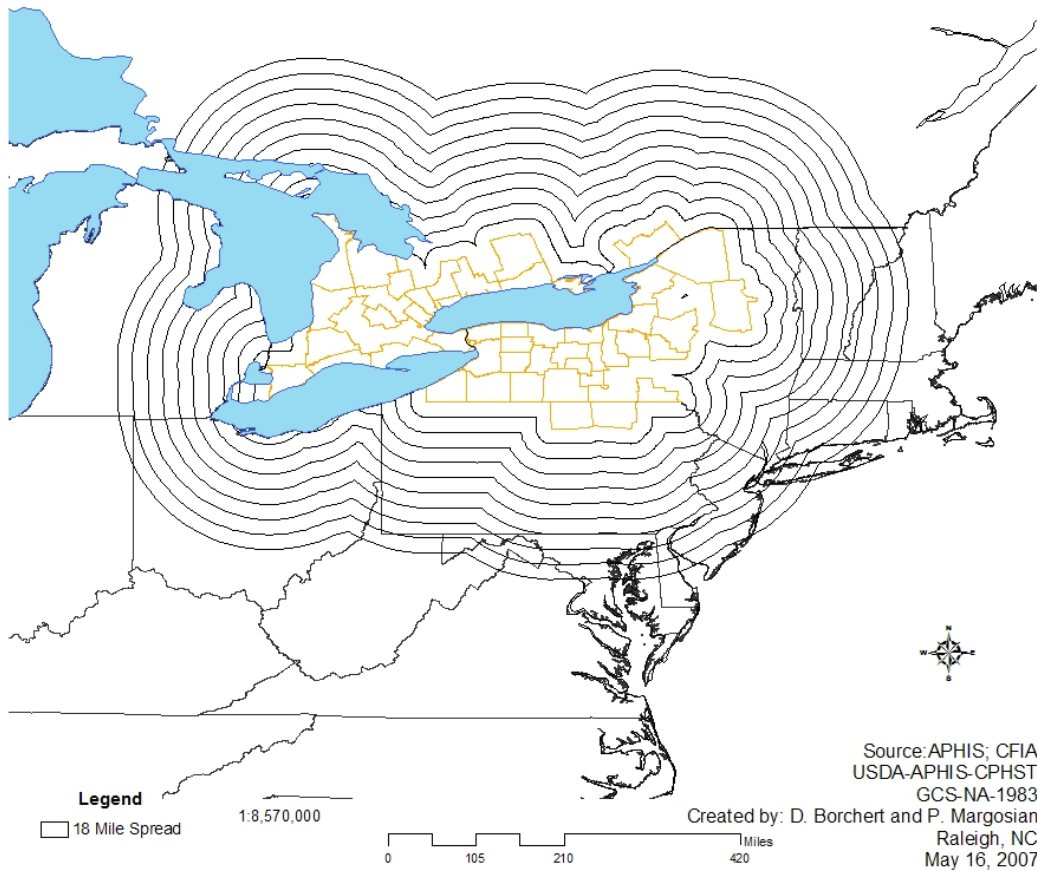 N
W E
S
Source:APHIS; CFIA
USDA-APHIS-CPHST
GCS-NA-1983
Created by: D. Borchert and P. Margosian
Raleigh, NC
May 16, 2007
Legend
18 Mile Spread
1:8,570,000
Miles
0 105 210 420